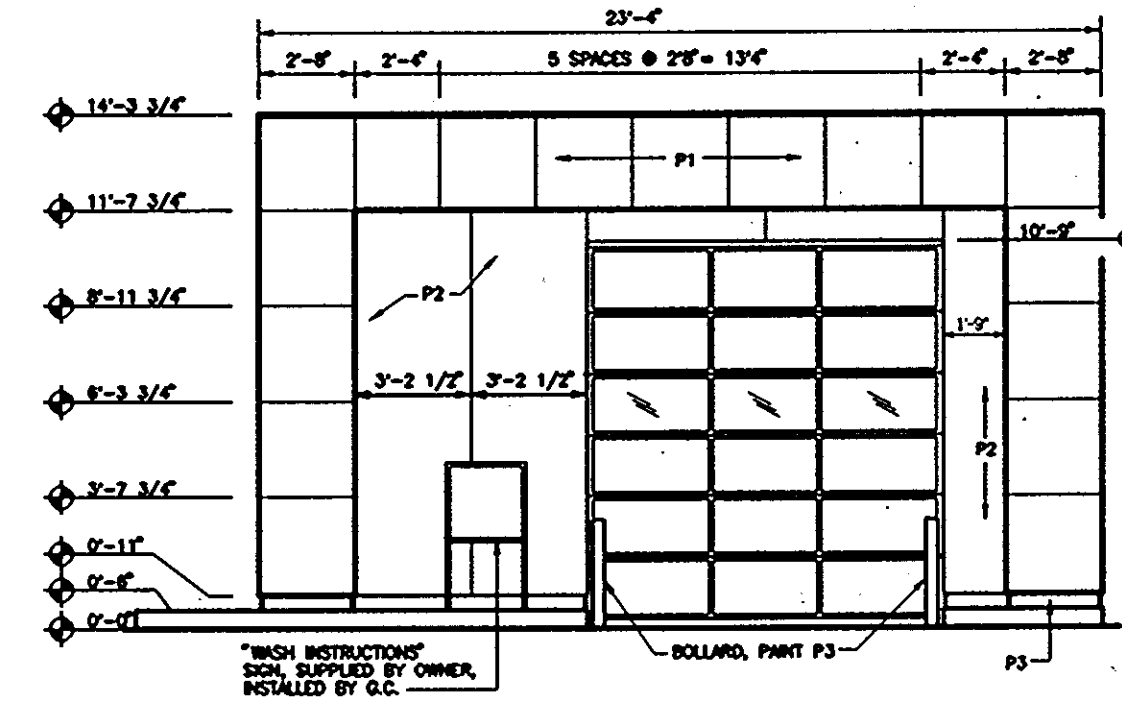 23'-4"
2'-8" 2'-4" 5 SPACES @ 2'8"= 13'4" 2'-4" 2'-8"
14'-3 3/4"
P1
11'-7 3/4"
10'-9"
8'-11 3/4"
P2
1'-9"
3'-2 1/2" 3'-2 1/2"
6'-3 3/4"
P2
3'-7 3/4"
0'-11"
0'-6"
0'-0"
"WASH INSTRUCTIONS"
SIGN, SUPPLIED BY OWNER,
INSTALLED BY G.C.
BOLLARD, PAINT P3
P3